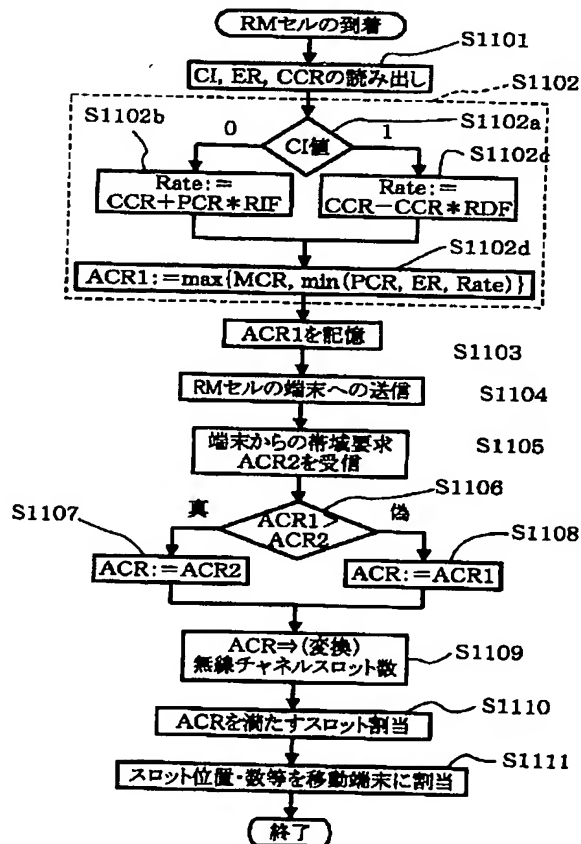 RMセルの到着
S1101
CI, ER, CCRの読み出し
S1102
S1102b
0
CI値
1
S1102a
S1102c
Rate:=
CCR+PCR*RIF
Rate:=
CCR−CCR*RDF
S1102d
ACR1:=max{MCR, min(PCR, ER, Rate)}
ACR1を記憶
S1103
RMセルの端末への送信
S1104
端末からの帯域要求
ACR2を受信
S1105
S1106
S1107
真
ACR1>
ACR2
偽
S1108
ACR:=ACR2
ACR:=ACR1
ACR⇒(変換)
無線チャネルスロット数
S1109
S1110
ACRを満たすスロット割当
S1111
スロット位置・数等を移動端末に割当
終了